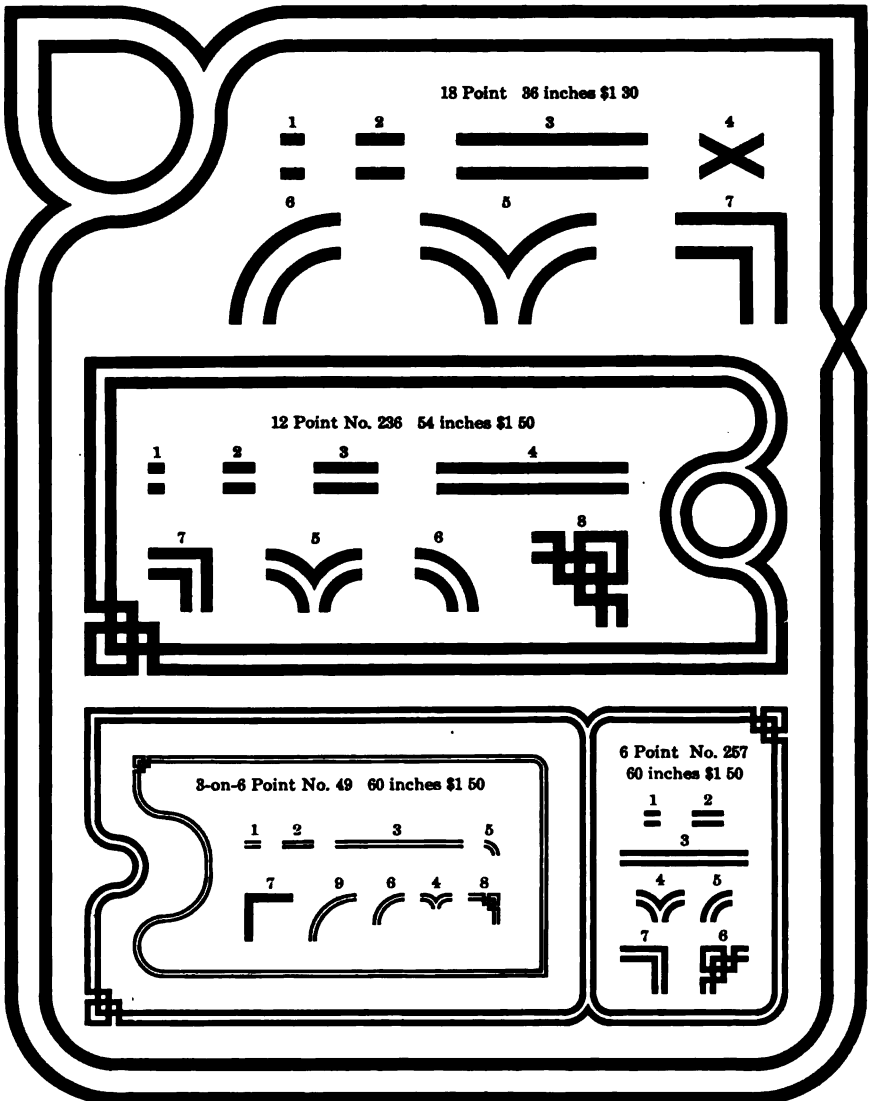 18 Point 36 inches $1 30
1 2 3 4
6 5 7
12 Point No. 236 54 inches $1 50
1 2 3 4
7 5 6 8
3-on-6 Point No. 49 60 inches $1 50
1 2 3 5
7 9 6 4 8
6 Point No. 257
60 inches $1 50
1 2
3
4 5
7 6